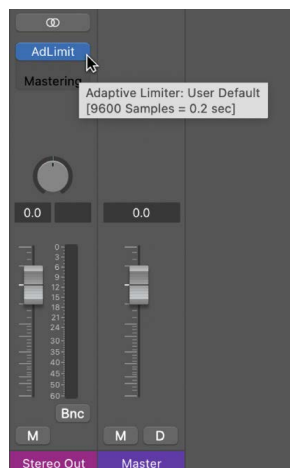 AdLimit
Mastering
Adaptive Limiter: User Default
[9600 Samples = 0.2 sec]
0.0
0.0
0
3
6
9
12
15
18
21
24
30
35
40
45
50
60
Bnc
M
M D
Stereo Out Master